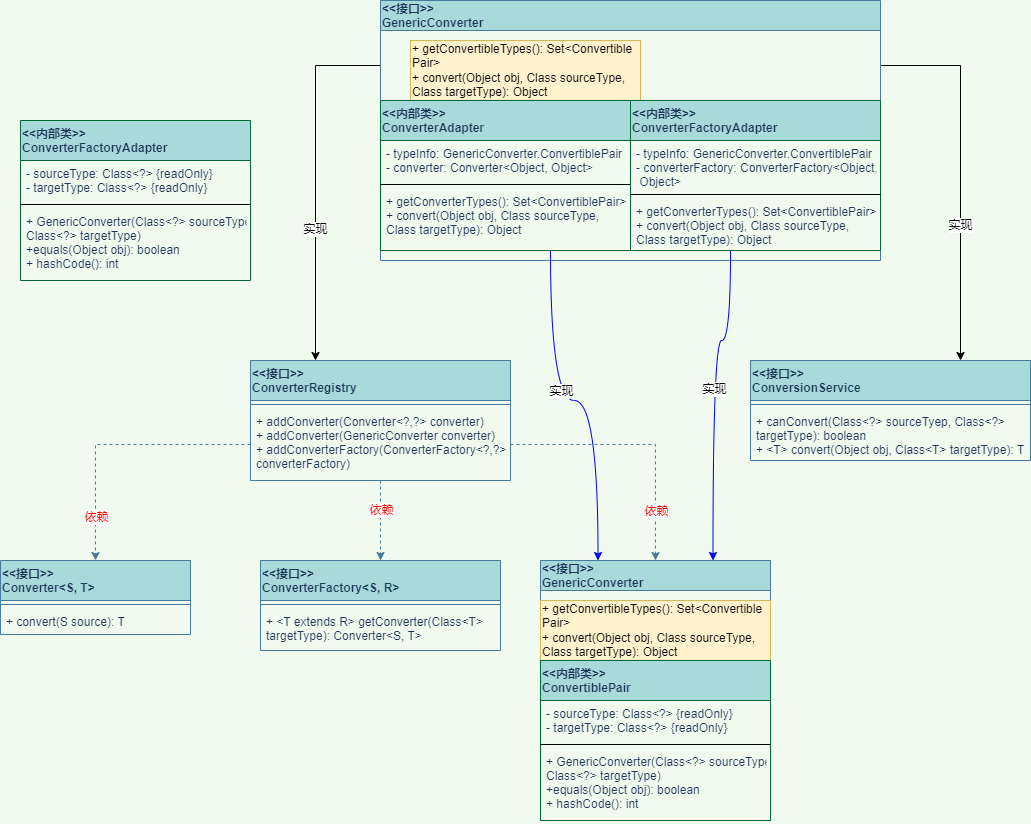 <<接口>>
GenericConverter
+ getConvertibleTypes(): Set<Convertible
Pair>
+ convert(Object obj, Class sourceType,
Class targetType): Object
<<内部类>>
ConverterAdapter
- typeInfo: GenericConverter.ConvertiblePair
- converter: Converter<Object, Object>
+ getConverterTypes(): Set<ConvertiblePair>
+ convert(Object obj, Class sourceType,
Class targetType): Object
<<内部类>>
ConverterFactoryAdapter
- typeInfo: GenericConverter.ConvertiblePair
- converterFactory: ConverterFactory<Object,
Object>
+ getConverterTypes(): Set<ConvertiblePair>
+ convert(Object obj, Class sourceType,
Class targetType): Object
<<内部类>>
ConverterFactoryAdapter
- sourceType: Class<?> {readOnly}
- targetType: Class<?> {readOnly}
+ GenericConverter(Class<?> sourceType
Class<?> targetType)
+equals(Object obj): boolean
+ hashCode(): int
实现
实现
<<接口>>
ConverterRegistry
+ addConverter(Converter<?,?> converter)
+ addConverter(GenericConverter converter)
+ addConverterFactory(ConverterFactory<?,?>
converterFactory)
实现
实现
<<接口>>
ConversionService
+ canConvert(Class<?> sourceTyep, Class<?>
targetType): boolean
+ <T> convert(Object obj, Class<T> targetType): T
依赖
依赖
依赖
<<接口>>
Converter<S, T>
+ convert(S source): T
<<接口>>
ConverterFactory<S, R>
+ <T extends R> getConverter(Class<T>
targetType): Converter<S, T>
<<接口>>
GenericConverter
+ getConvertibleTypes(): Set<Convertible
Pair>
+ convert(Object obj, Class sourceType,
Class targetType): Object
<<内部类>>
ConvertiblePair
- sourceType: Class<?> {readOnly}
- targetType: Class<?> {readOnly}
+ GenericConverter(Class<?> sourceType
Class<?> targetType)
+equals(Object obj): boolean
+ hashCode(): int